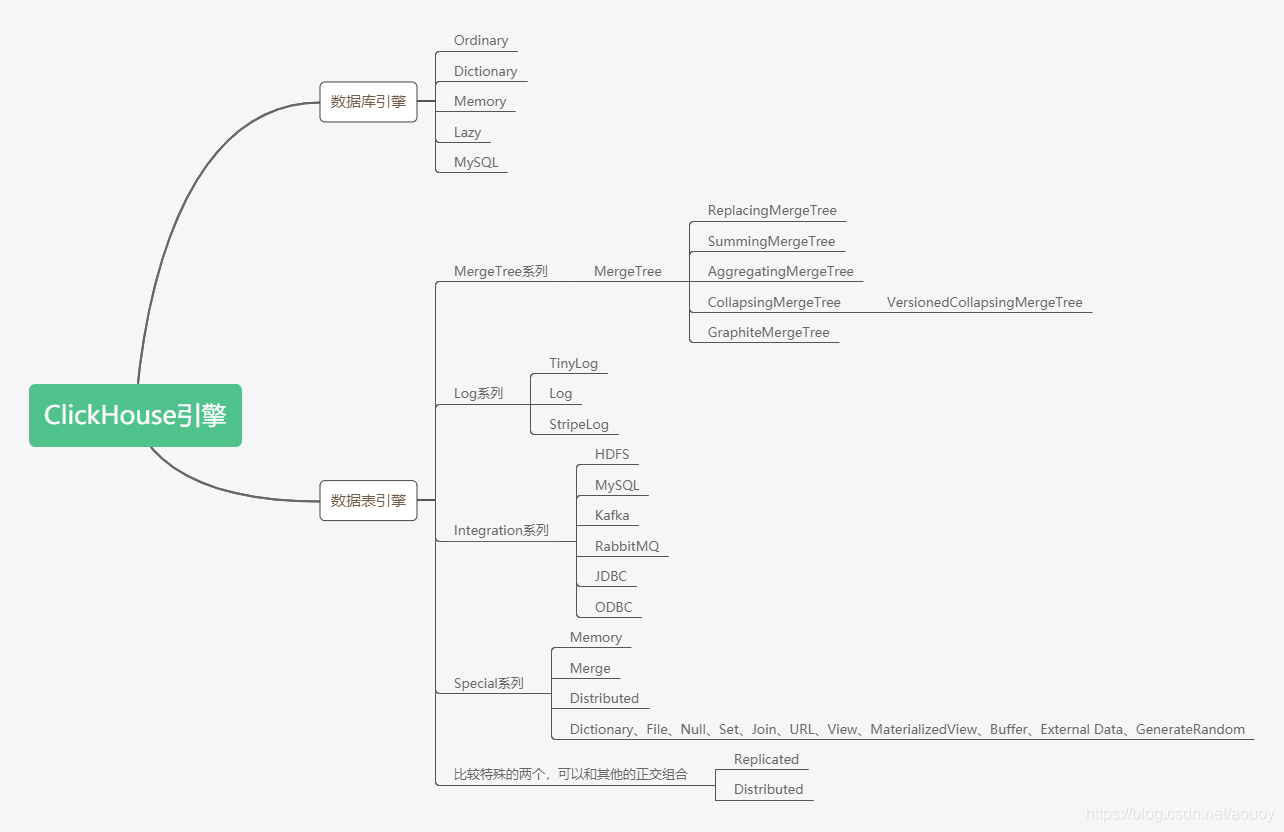 ClickHouse引擎
数据库引擎
Ordinary
Dictionary
Memory
Lazy
MySQL
数据表引擎
MergeTree系列
MergeTree
ReplacingMergeTree
SummingMergeTree
AggregatingMergeTree
CollapsingMergeTree
VersionedCollapsingMergeTree
GraphiteMergeTree
Log系列
TinyLog
Log
StripeLog
Integration系列
HDFS
MySQL
Kafka
RabbitMQ
JDBC
ODBC
Special系列
Memory
Merge
Distributed
Dictionary、File、Null、Set、Join、URL、View、MaterializedView、Buffer、External Data、GenerateRandom
比较特殊的两个，可以和其他的正交组合
Replicated
Distributed
https://blog.csdn.net/aouoy